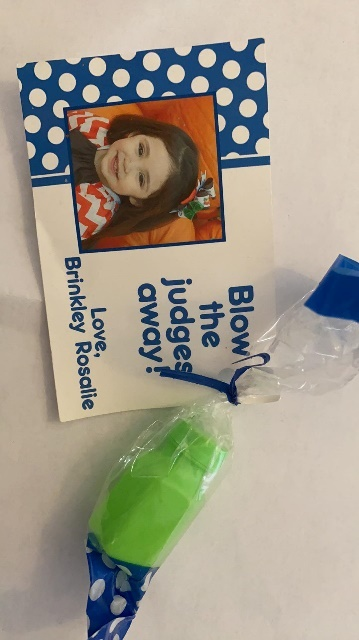 Blow
the
judges
away!
Love,
Brinkley Rosalie